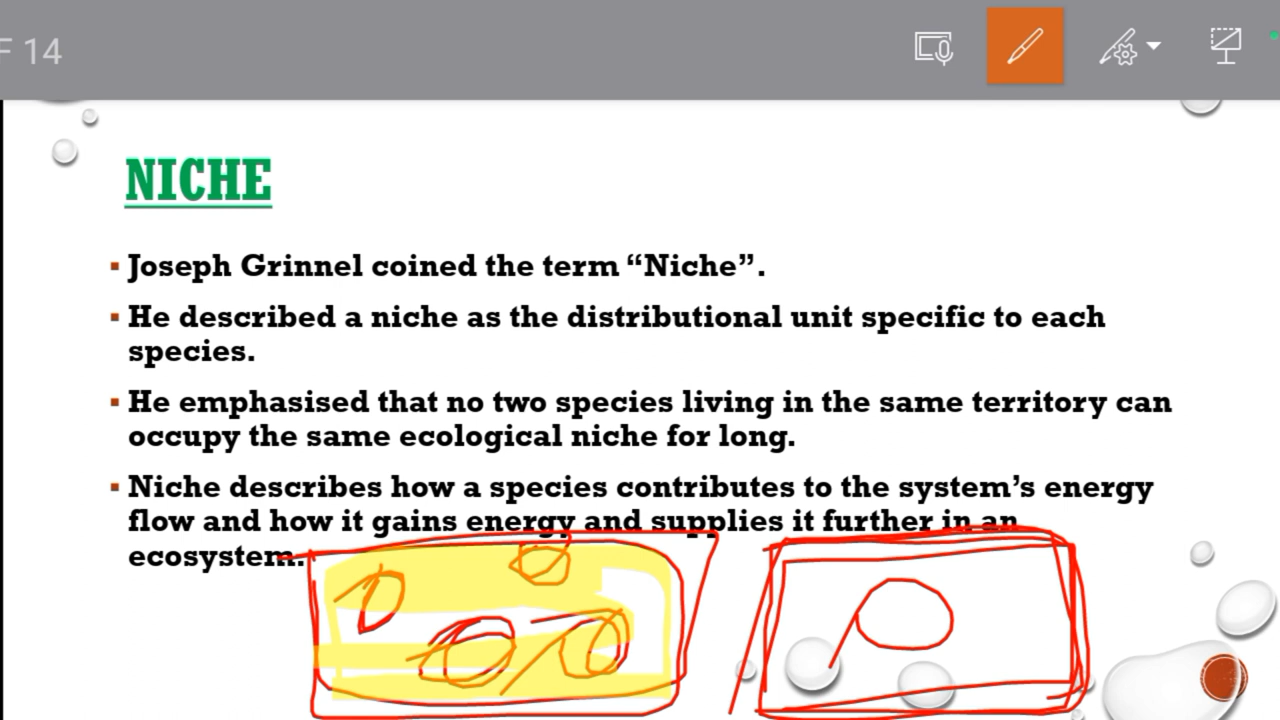 F 14
NICHE
▪ Joseph Grinnel coined the term “Niche”.
▪ He described a niche as the distributional unit specific to each
species.
▪ He emphasised that no two species living in the same territory can
occupy the same ecological niche for long.
▪ Niche describes how a species contributes to the system’s energy
flow and how it gains energy and supplies it further in an
ecosystem.